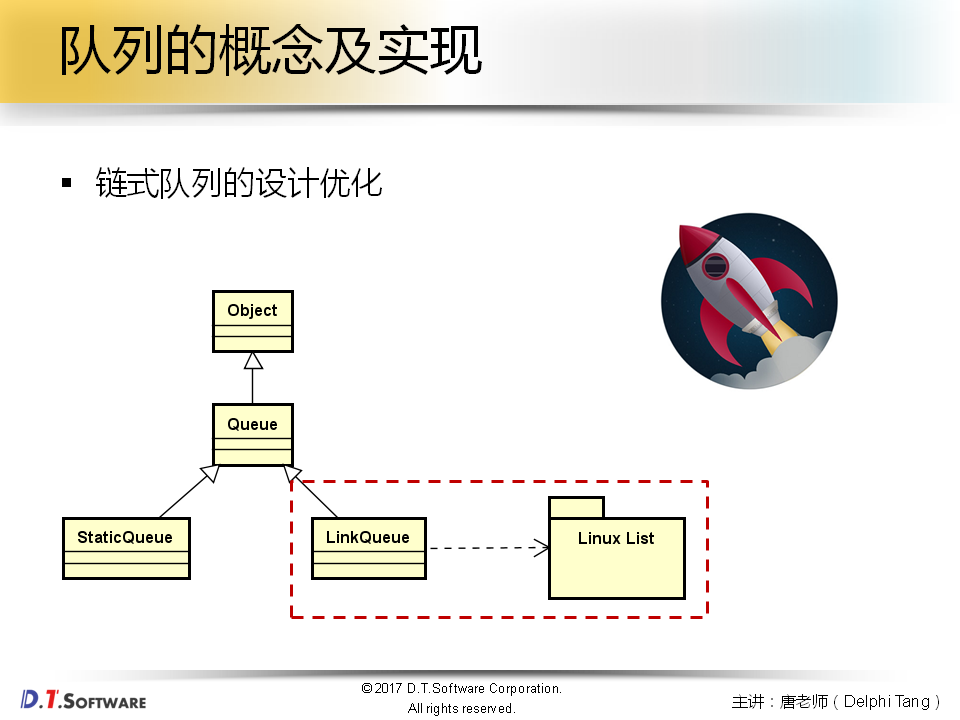 队列的概念及实现
▪ 链式队列的设计优化
Object
Queue
StaticQueue
LinkQueue
Linux List
D.T.SOFTWARE
©2017 D.T.Software Corporation.
All rights reserved.
主讲：唐老师（Delphi Tang）